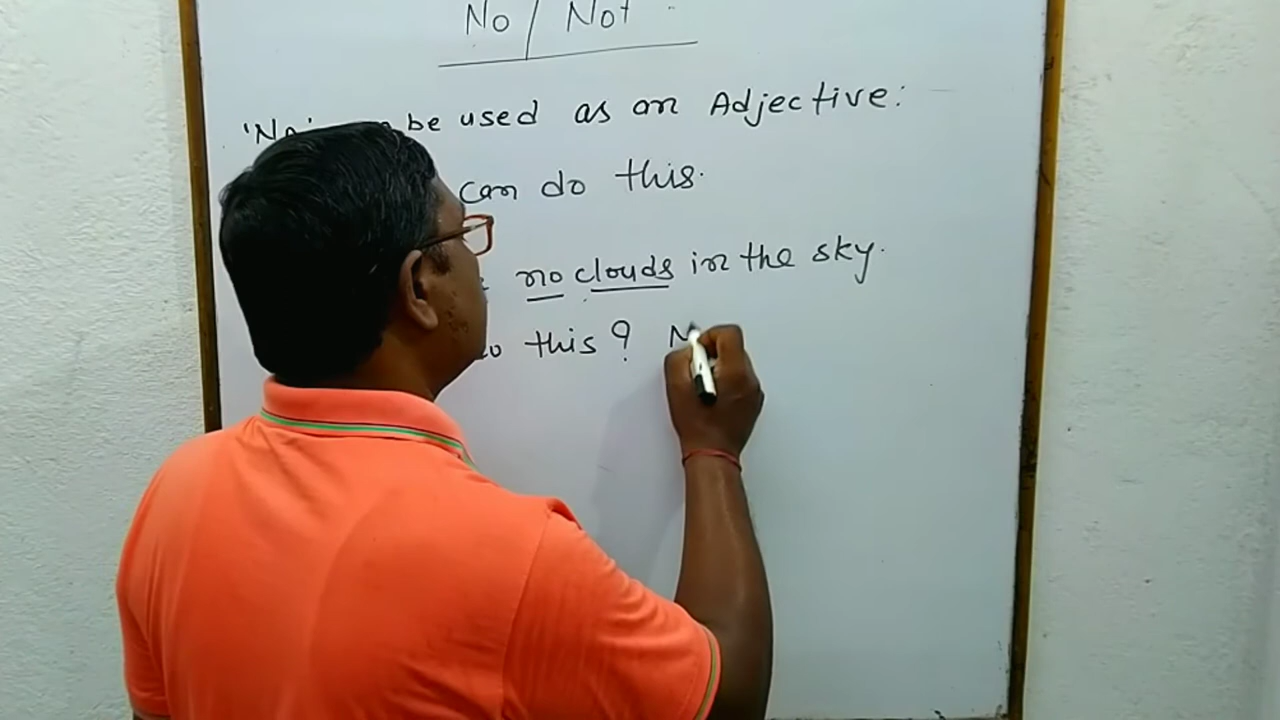 No / Not
'No' be used as an Adjective:
can do this.
no clouds in the sky.
this ? N